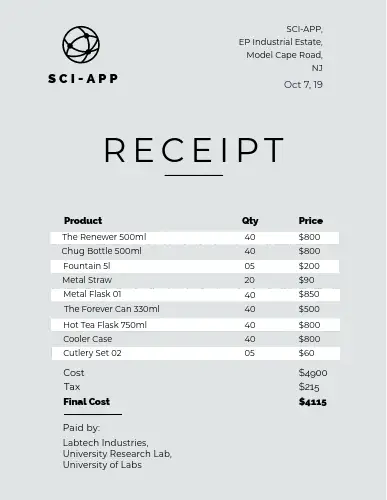 SCI-APP
SCI-APP,
EP Industrial Estate,
Model Cape Road,
NJ
Oct 7, 19
RECEIPT
Product Qty Price
The Renewer 500ml 40 $800
Chug Bottle 500ml 40 $800
Fountain 5l 05 $200
Metal Straw 20 $90
Metal Flask 01 40 $850
The Forever Can 330ml 40 $500
Hot Tea Flask 750ml 40 $800
Cooler Case 40 $800
Cutlery Set 02 05 $60
Cost $4900
Tax $215
Final Cost $4115
Paid by:
Labtech Industries,
University Research Lab,
University of Labs